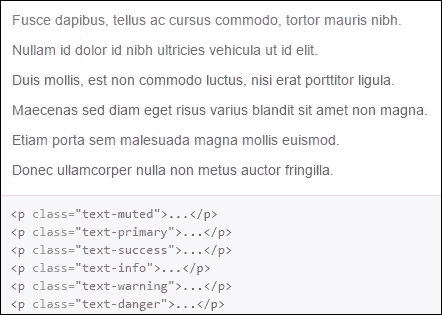 Fusce dapibus, tellus ac cursus commodo, tortor mauris nibh.
Nullam id dolor id nibh ultricies vehicula ut id elit.
Duis mollis, est non commodo luctus, nisi erat porttitor ligula.
Maecenas sed diam eget risus varius blandit sit amet non magna.
Etiam porta sem malesuada magna mollis euismod.
Donec ullamcorper nulla non metus auctor fringilla.
<p class="text-muted">...</p>
<p class="text-primary">...</p>
<p class="text-success">...</p>
<p class="text-info">...</p>
<p class="text-warning">...</p>
<p class="text-danger">...</p>